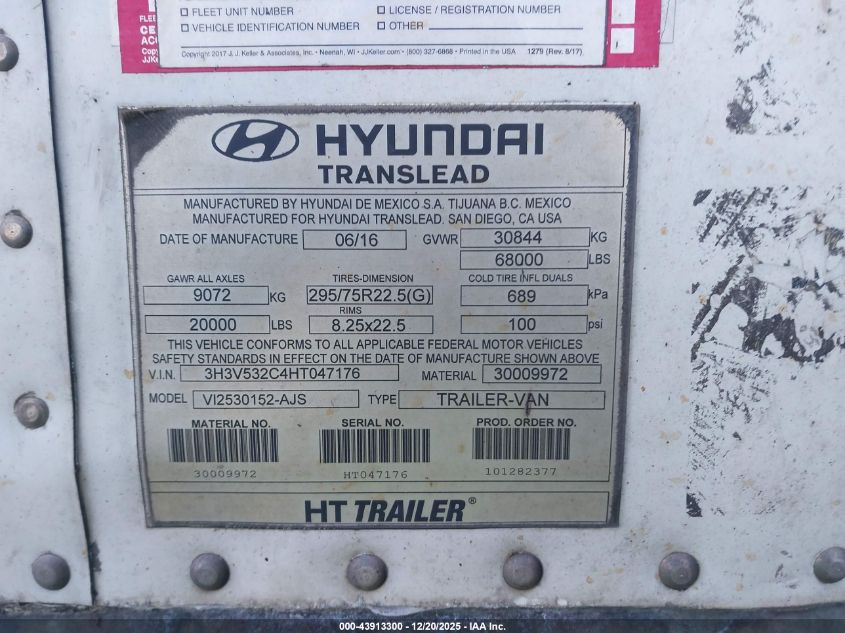 ☐ FLEET UNIT NUMBER ☐ LICENSE / REGISTRATION NUMBER
☐ VEHICLE IDENTIFICATION NUMBER ☐ OTHER
Copyright 2017 J. J. Keller & Associates, Inc. • Neenah, WI • JJKeller.com • (800) 327-6868 • Printed in the USA 1279 (Rev. 8/17)
HYUNDAI
TRANSLEAD
MANUFACTURED BY HYUNDAI DE MEXICO S.A. TIJUANA B.C. MEXICO
MANUFACTURED FOR HYUNDAI TRANSLEAD. SAN DIEGO, CA USA
DATE OF MANUFACTURE 06/16 GVWR 30844 KG
68000 LBS
GAWR ALL AXLES TIRES-DIMENSION COLD TIRE INFL DUALS
9072 KG 295/75R22.5(G) 689 kPa
RIMS
20000 LBS 8.25x22.5 100 psi
THIS VEHICLE CONFORMS TO ALL APPLICABLE FEDERAL MOTOR VEHICLES
SAFETY STANDARDS IN EFFECT ON THE DATE OF MANUFACTURE SHOWN ABOVE
V.I.N. 3H3V532C4HT047176 MATERIAL 30009972
MODEL VI2530152-AJS TYPE TRAILER-VAN
MATERIAL NO. SERIAL NO. PROD. ORDER NO.
30009972 HT047176 101282377
HT TRAILER®
000-43913300 - 12/20/2025 - IAA Inc.